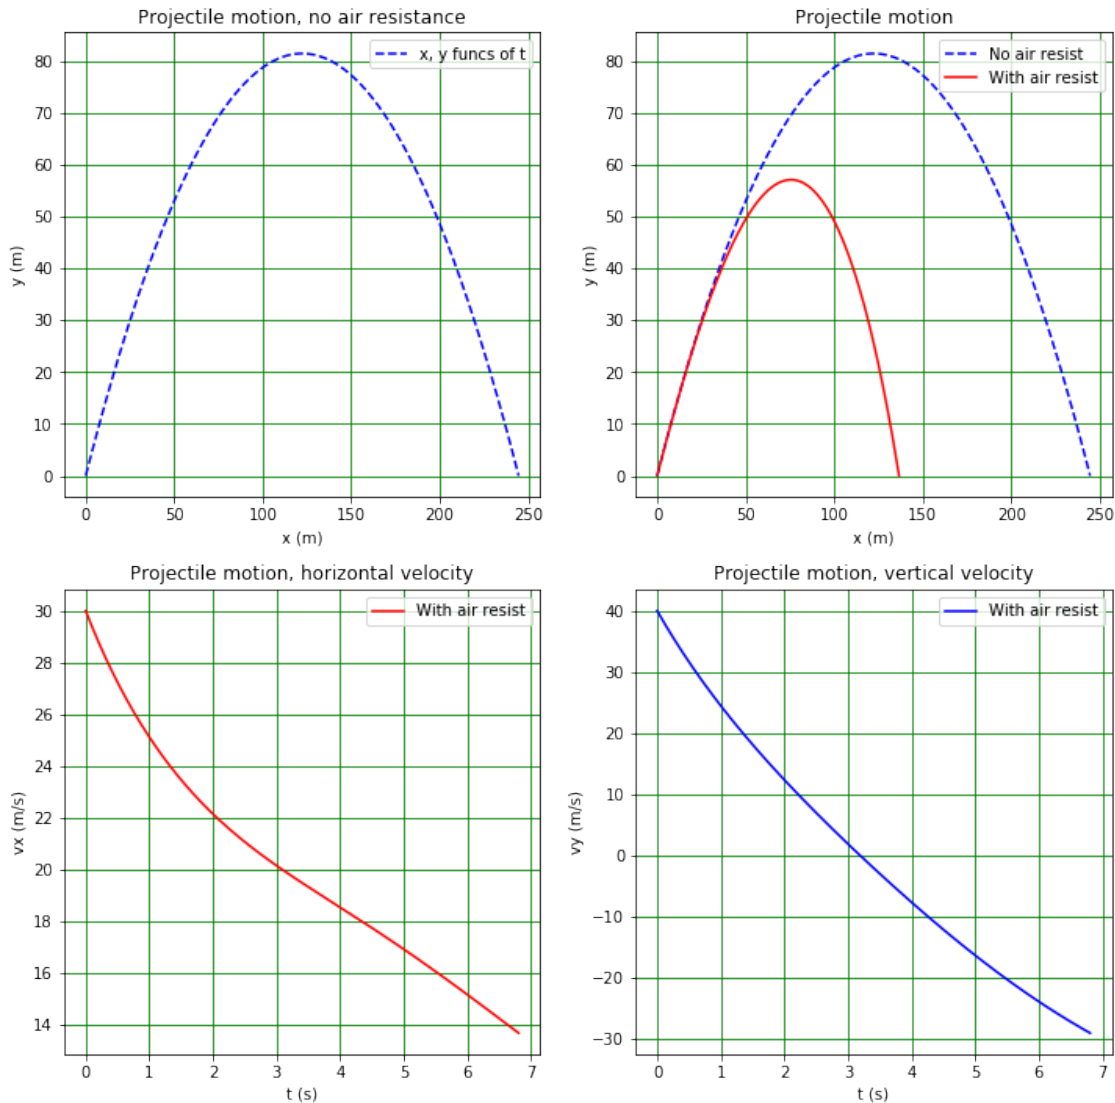 Projectile motion, no air resistance
x, y funcs of t
80
70
60
50
40
30
20
10
0
y (m)
0 50 100 150 200 250
x (m)
Projectile motion
No air resist
With air resist
80
70
60
50
40
30
20
10
0
y (m)
0 50 100 150 200 250
x (m)
Projectile motion, horizontal velocity
With air resist
30
28
26
24
22
20
18
16
14
vx (m/s)
0 1 2 3 4 5 6 7
t (s)
Projectile motion, vertical velocity
With air resist
40
30
20
10
0
−10
−20
−30
vy (m/s)
0 1 2 3 4 5 6 7
t (s)